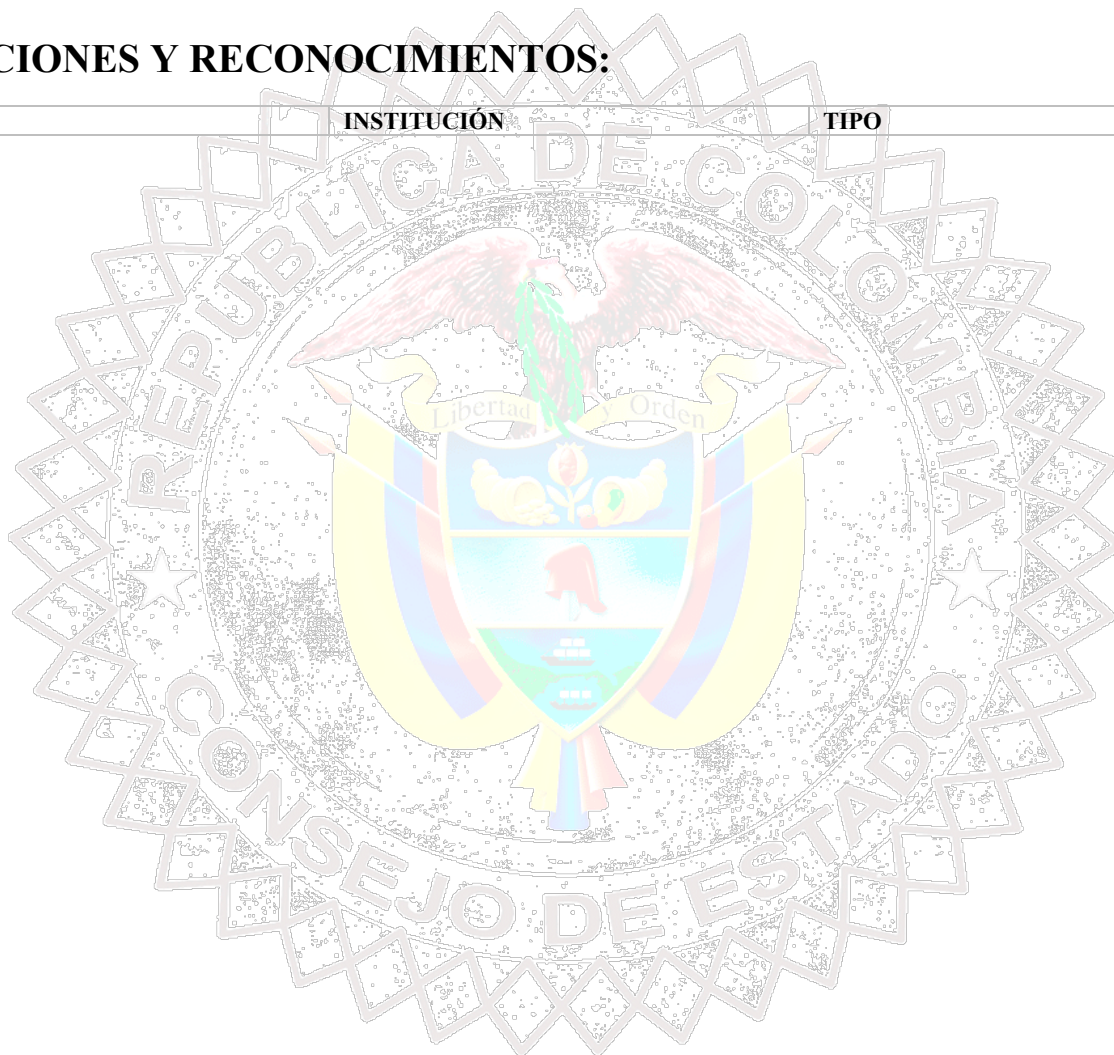 CIONES Y RECONOCIMIENTOS:
INSTITUCIÓN TIPO
REPUBLICA DE COLOMBIA
Libertad y Orden
CONSEJO DE ESTADO